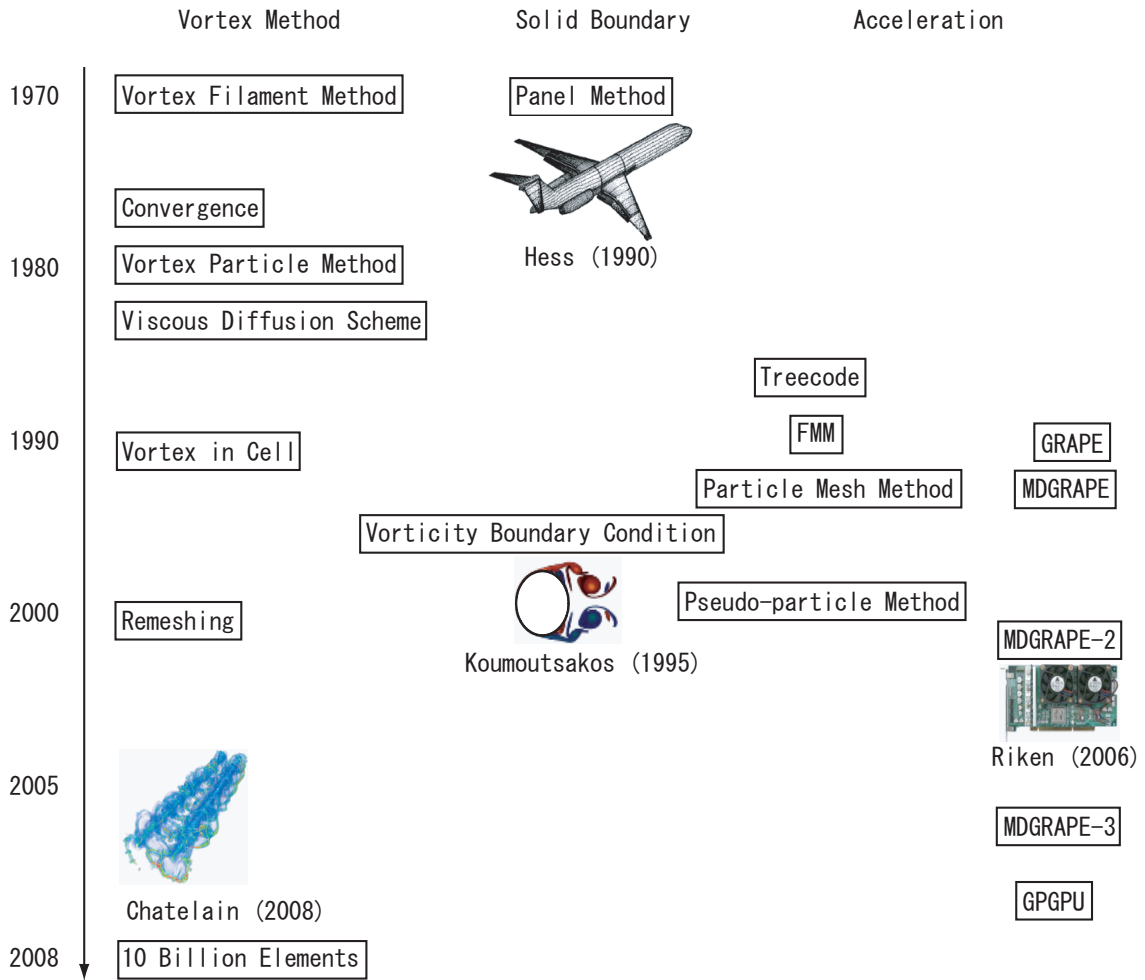 Vortex Method
Solid Boundary
Acceleration
1970
Vortex Filament Method
Panel Method
Convergence
Hess (1990)
1980
Vortex Particle Method
Viscous Diffusion Scheme
Treecode
1990
Vortex in Cell
FMM
GRAPE
Particle Mesh Method
MDGRAPE
Vorticity Boundary Condition
2000
Remeshing
Pseudo-particle Method
Koumoutsakos (1995)
MDGRAPE-2
Riken (2006)
2005
MDGRAPE-3
Chatelain (2008)
GPGPU
2008
10 Billion Elements